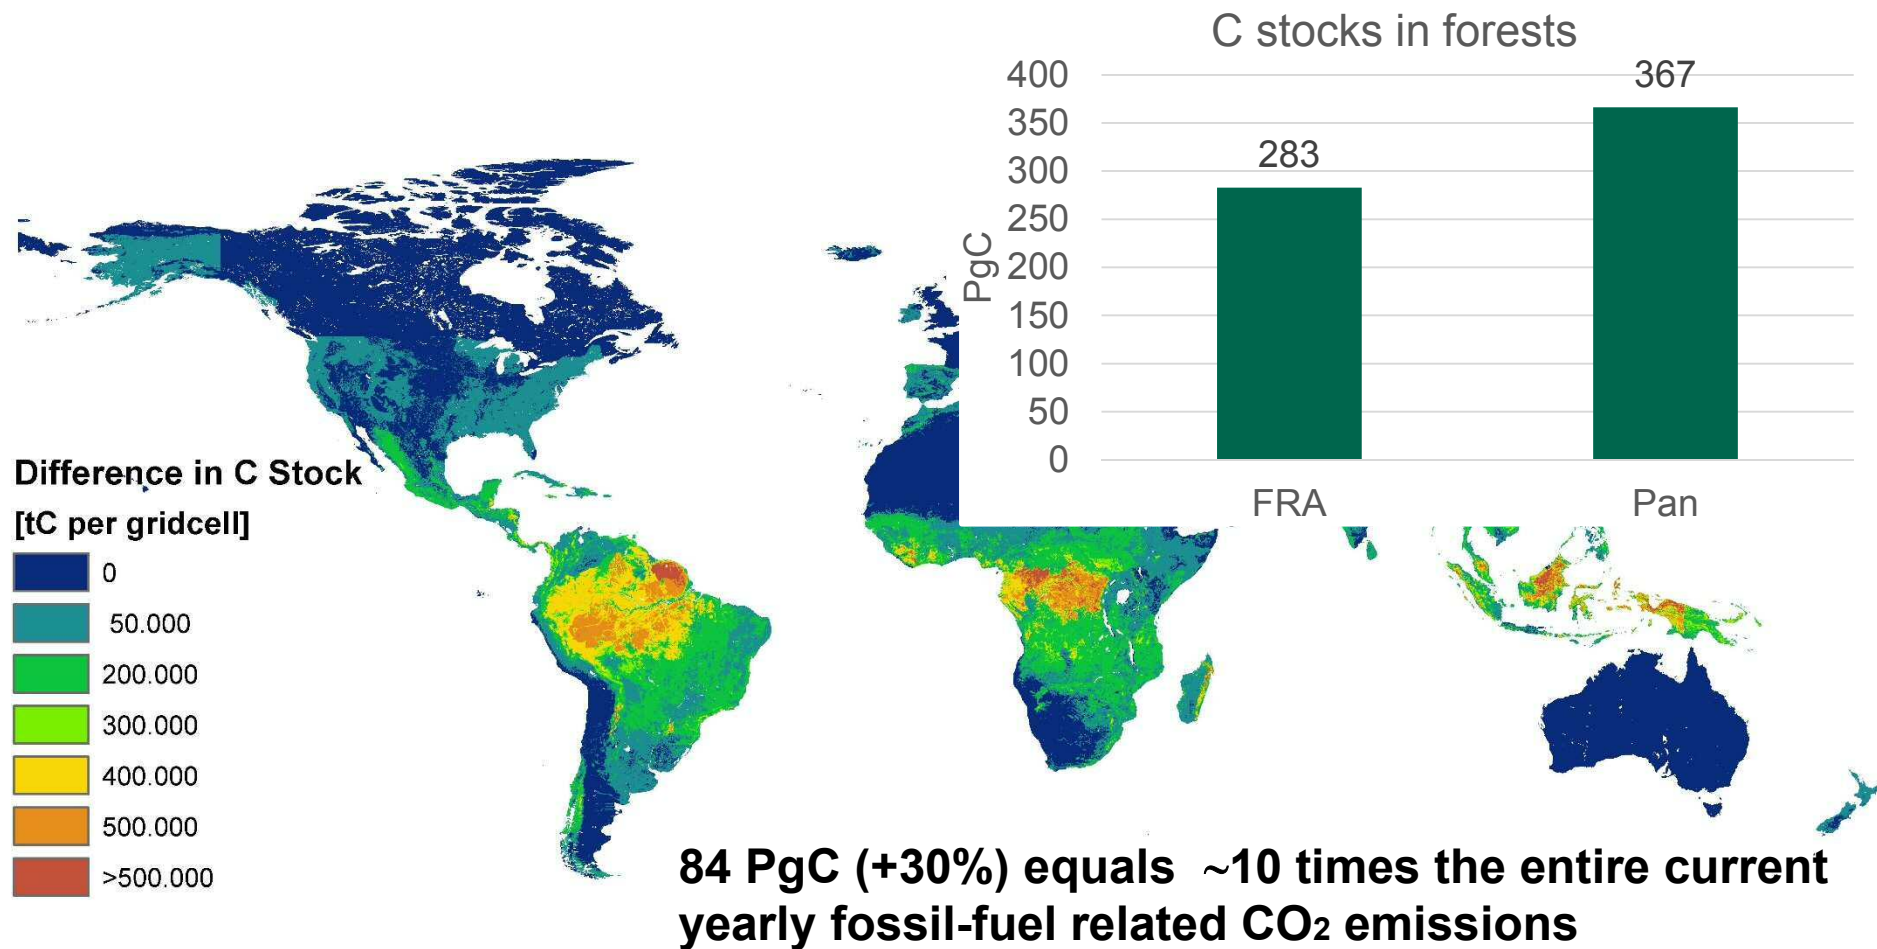 C stocks in forests
400
350
300
250
200
150
100
50
0
PgC
283
367
FRA
Pan
Difference in C Stock
[tC per gridcell]
0
50.000
200.000
300.000
400.000
500.000
>500.000
84 PgC (+30%) equals ~10 times the entire current
yearly fossil-fuel related CO₂ emissions